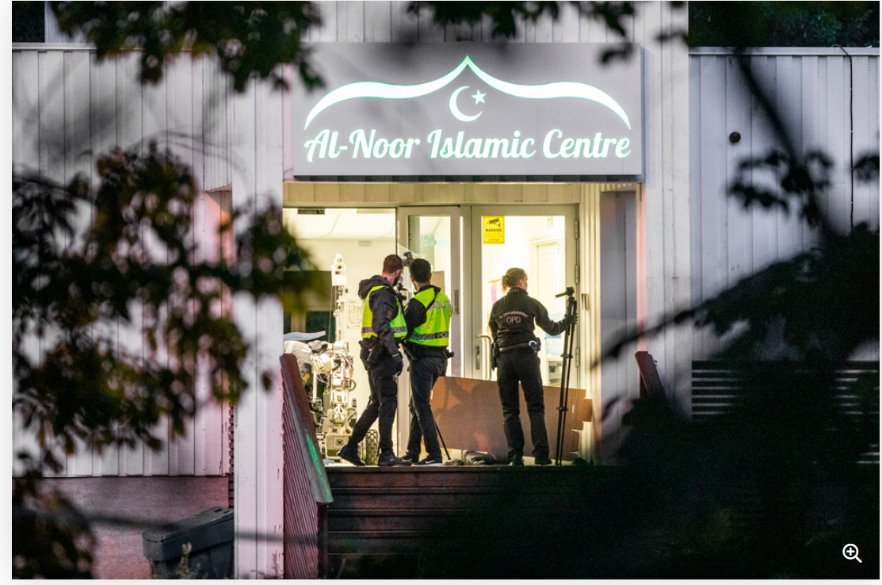 Al-Noor Islamic Centre
WARNING
OPD